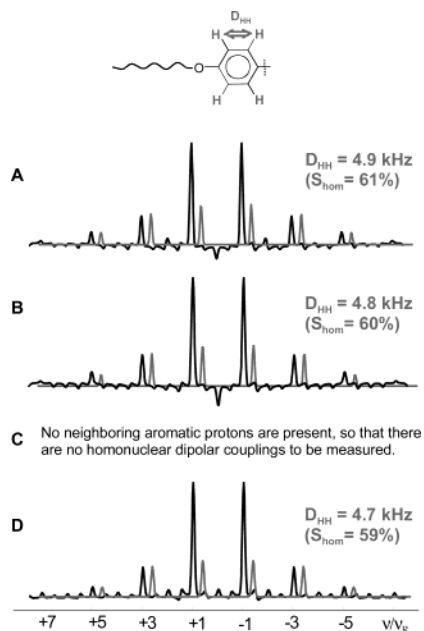 D_HH
H H
O
H H
A
D_HH = 4.9 kHz
(S_hom= 61%)
B
D_HH = 4.8 kHz
(S_hom= 60%)
C No neighboring aromatic protons are present, so that there
are no homonuclear dipolar couplings to be measured.
D
D_HH = 4.7 kHz
(S_hom= 59%)
+7 +5 +3 +1 -1 -3 -5 ν/ν_R